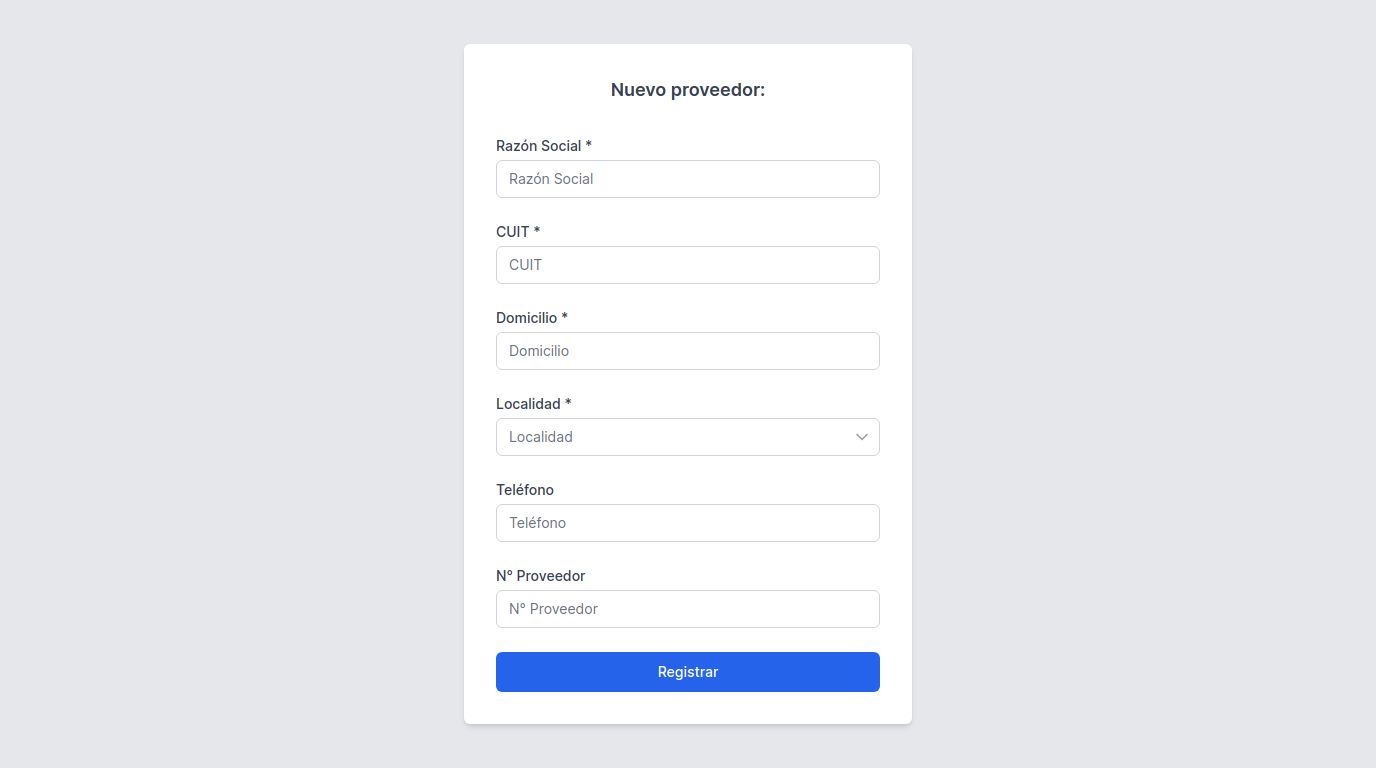 Nuevo proveedor:
Razón Social *
Razón Social
CUIT *
CUIT
Domicilio *
Domicilio
Localidad *
Localidad
Teléfono
Teléfono
N° Proveedor
N° Proveedor
Registrar